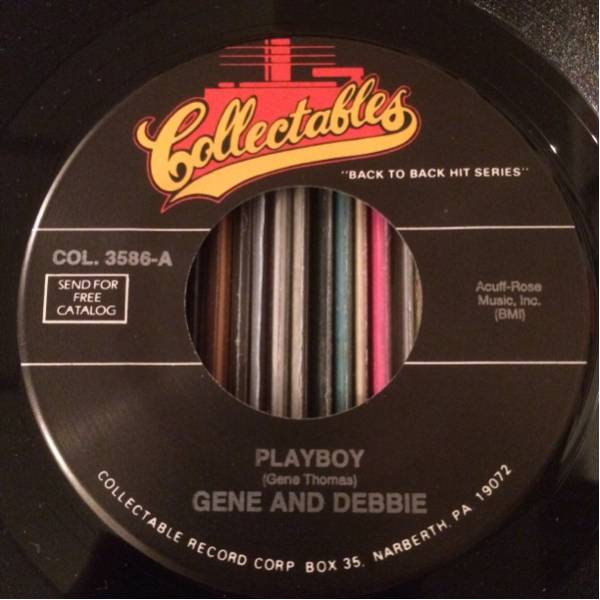 Collectables
"BACK TO BACK HIT SERIES"
COL. 3586-A
SEND FOR
FREE
CATALOG
Acuff-Rose
Music, Inc.
(BMI)
PLAYBOY
(Gene Thomas)
GENE AND DEBBIE
COLLECTABLE RECORD CORP BOX 35, NARBERTH, PA 19072